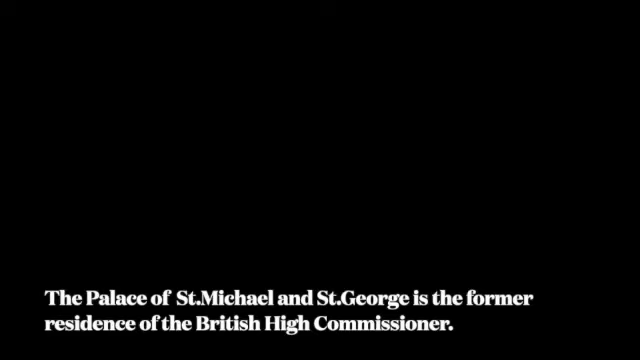 The Palace of St.Michael and St.George is the former
residence of the British High Commissioner.